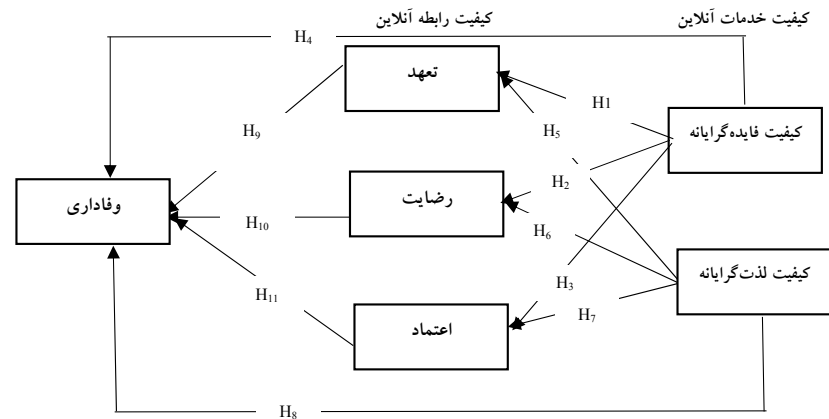 کیفیت خدمات آنلاین
کیفیت رابطه آنلاین
H₄
تعهد
H1
کیفیت فایده‌گرایانه
H₉
H₅
H₂
رضایت
وفاداری
H₁₀
H₆
کیفیت لذت‌گرایانه
H₃
H₁₁
H₇
اعتماد
H₈